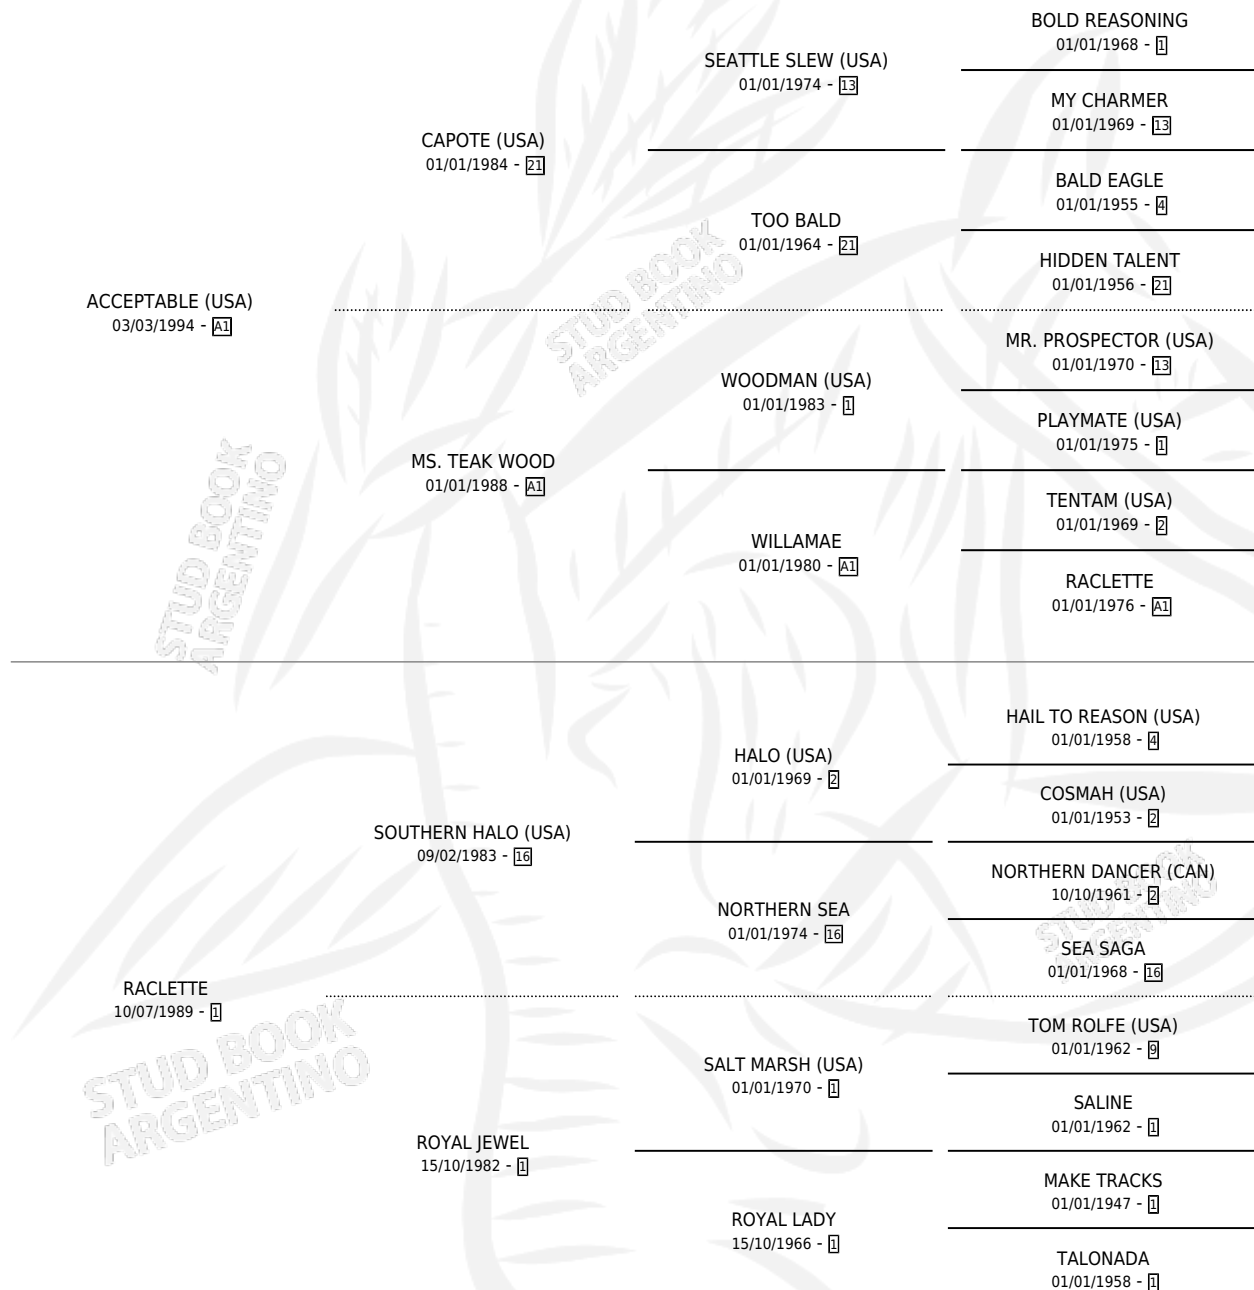 BOLD REASONING
01/01/1968 - 1
SEATTLE SLEW (USA)
01/01/1974 - 13
MY CHARMER
01/01/1969 - 13
CAPOTE (USA)
01/01/1984 - 21
BALD EAGLE
01/01/1955 - 4
TOO BALD
01/01/1964 - 21
HIDDEN TALENT
01/01/1956 - 21
ACCEPTABLE (USA)
03/03/1994 - A1
MR. PROSPECTOR (USA)
01/01/1970 - 13
WOODMAN (USA)
01/01/1983 - 1
PLAYMATE (USA)
01/01/1975 - 1
MS. TEAK WOOD
01/01/1988 - A1
TENTAM (USA)
01/01/1969 - 2
WILLAMAE
01/01/1980 - A1
RACLETTE
01/01/1976 - A1
HAIL TO REASON (USA)
01/01/1958 - 4
HALO (USA)
01/01/1969 - 2
COSMAH (USA)
01/01/1953 - 2
SOUTHERN HALO (USA)
09/02/1983 - 16
NORTHERN DANCER (CAN)
10/10/1961 - 2
NORTHERN SEA
01/01/1974 - 16
SEA SAGA
01/01/1968 - 16
RACLETTE
10/07/1989 - 1
TOM ROLFE (USA)
01/01/1962 - 9
SALT MARSH (USA)
01/01/1970 - 1
SALINE
01/01/1962 - 1
ROYAL JEWEL
15/10/1982 - 1
MAKE TRACKS
01/01/1947 - 1
ROYAL LADY
15/10/1966 - 1
TALONADA
01/01/1958 - 1
STUD BOOK
ARGENTINO
STUD BOOK
ARGENTINO
STUD BOOK
ARGENTINO
STUD BOOK
ARGENTINO